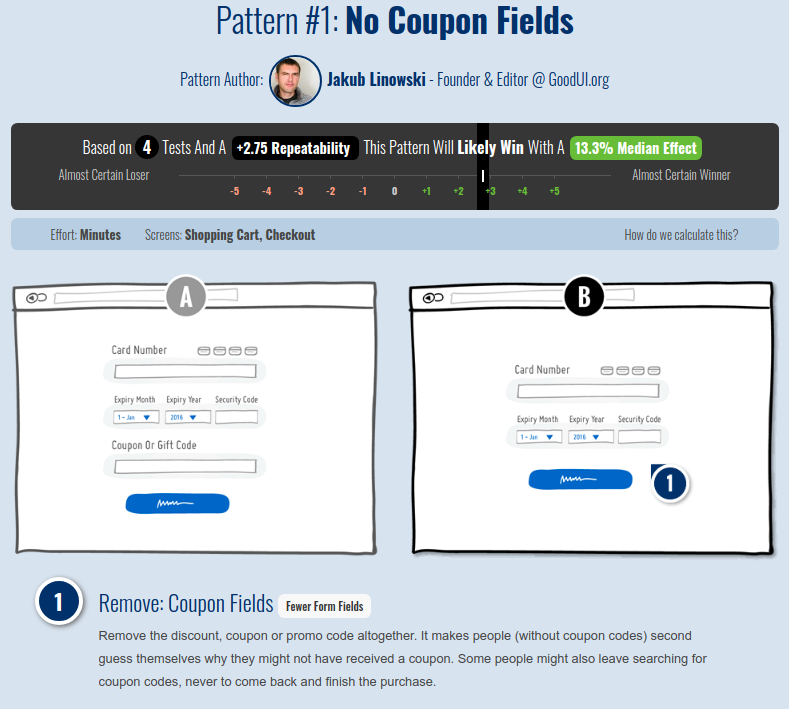 Pattern #1: No Coupon Fields
Pattern Author: Jakub Linowski - Founder & Editor @ GoodUI.org
Based on 4 Tests And A +2.75 Repeatability This Pattern Will Likely Win With A 13.3% Median Effect
Almost Certain Loser
-5 -4 -3 -2 -1 0 +1 +2 +3 +4 +5
Almost Certain Winner
Effort: Minutes Screens: Shopping Cart, Checkout How do we calculate this?
A
Card Number
Expiry Month Expiry Year Security Code
1 - Jan 2016
Coupon Or Gift Code
B
Card Number
Expiry Month Expiry Year Security Code
1 - Jan 2016
1
1 Remove: Coupon Fields Fewer Form Fields
Remove the discount, coupon or promo code altogether. It makes people (without coupon codes) second
guess themselves why they might not have received a coupon. Some people might also leave searching for
coupon codes, never to come back and finish the purchase.